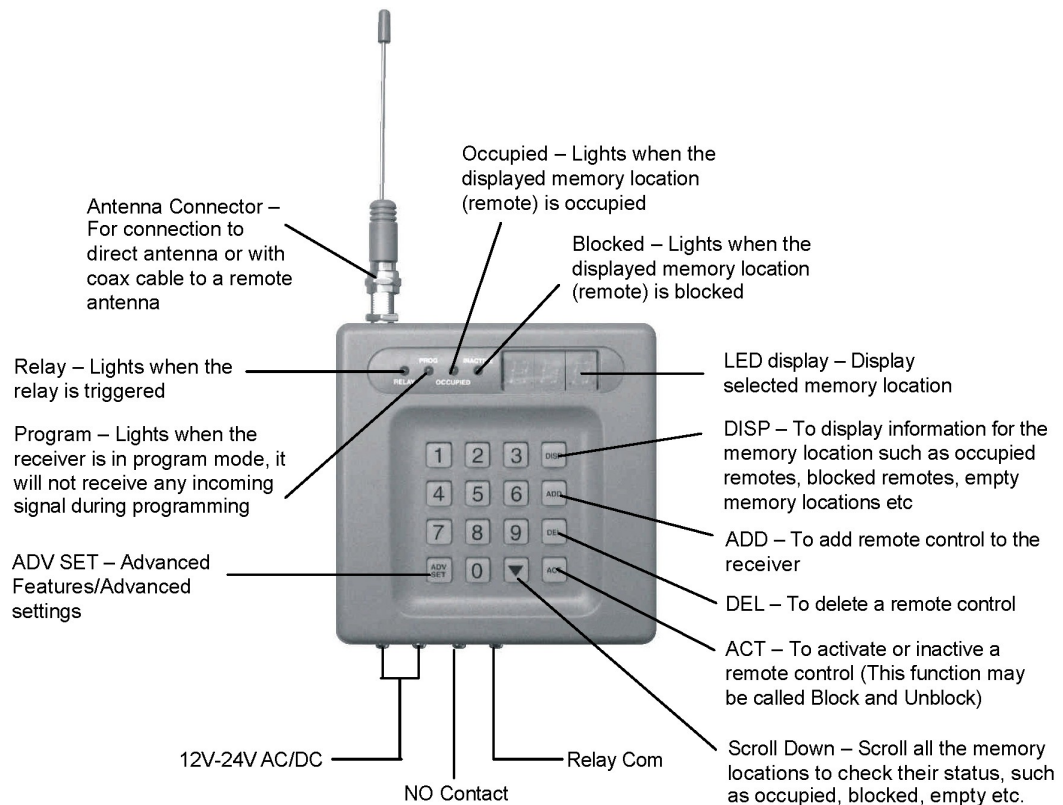 Occupied – Lights when the
displayed memory location
(remote) is occupied
Antenna Connector –
For connection to
direct antenna or with
coax cable to a remote
antenna
Blocked – Lights when the
displayed memory location
(remote) is blocked
Relay – Lights when the
relay is triggered
LED display – Display
selected memory location
Program – Lights when the
receiver is in program mode, it
will not receive any incoming
signal during programming
DISP – To display information for the
memory location such as occupied
remotes, blocked remotes, empty
memory locations etc
ADV SET – Advanced
Features/Advanced
settings
ADD – To add remote control to the
receiver
DEL – To delete a remote control
ACT – To activate or inactive a
remote control (This function may
be called Block and Unblock)
Scroll Down – Scroll all the memory
locations to check their status, such
as occupied, blocked, empty etc.
12V-24V AC/DC
NO Contact
Relay Com
PROG INACTIVE
RELAY OCCUPIED
1 2 3 DISP
4 5 6 ADD
7 8 9 DEL
ADV
SET 0 ACT